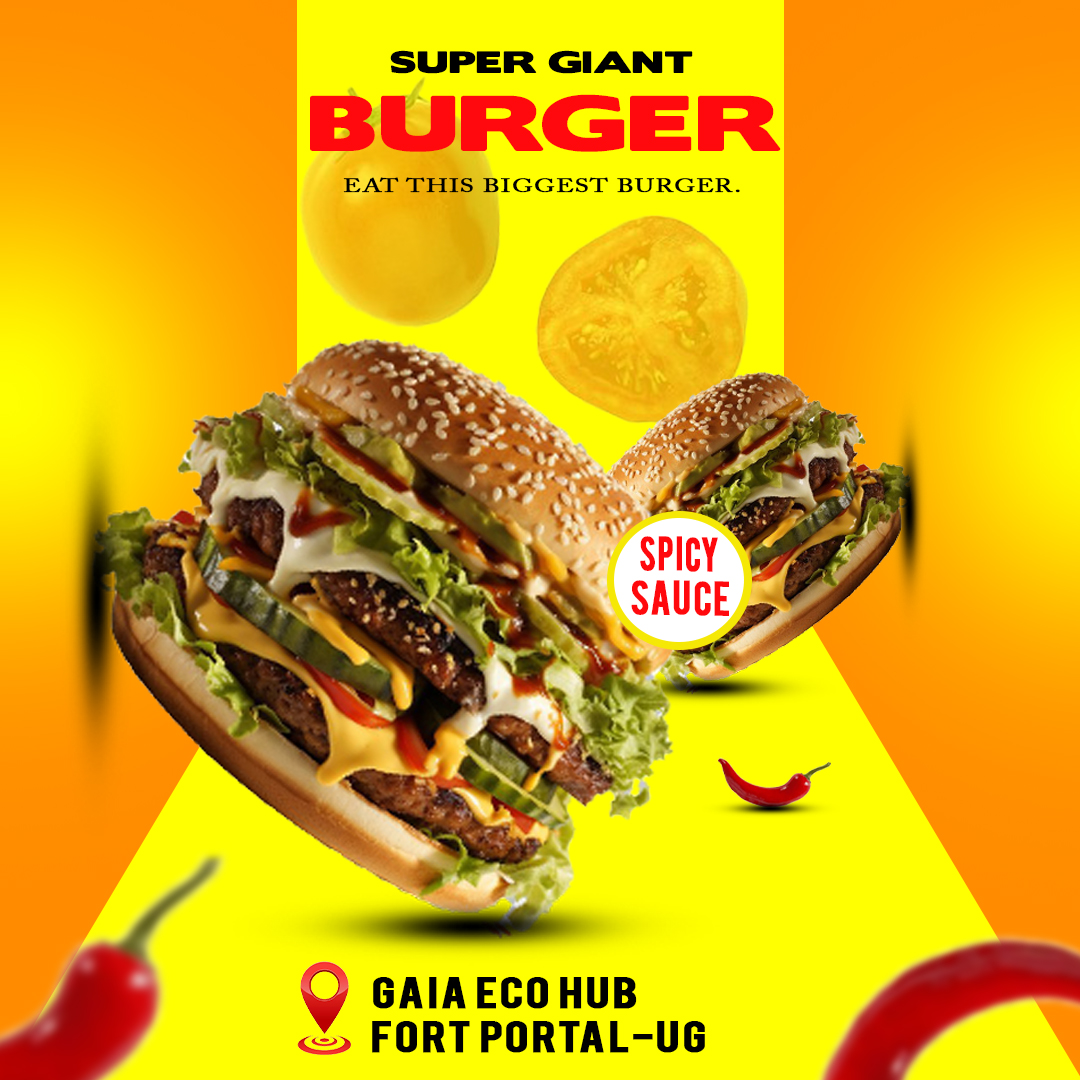 SUPER GIANT
BURGER
EAT THIS BIGGEST BURGER.
SPICY
SAUCE
GAIA ECO HUB
FORT PORTAL-UG